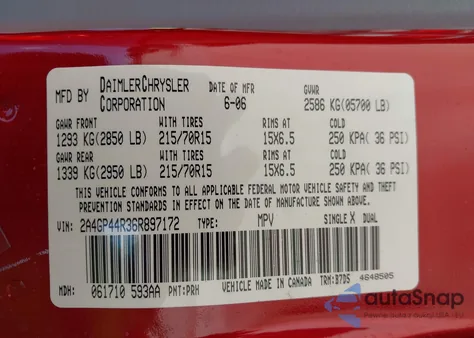 MFD BY DAIMLERCHRYSLER CORPORATION DATE OF MFR 6-06 GVWR 2586 KG(05700 LB)
GAWR FRONT WITH TIRES RIMS AT COLD
1293 KG(2850 LB) 215/70R15 15X6.5 250 KPA( 36 PSI)
GAWR REAR WITH TIRES RIMS AT COLD
1339 KG(2950 LB) 215/70R15 15X6.5 250 KPA( 36 PSI)
THIS VEHICLE CONFORMS TO ALL APPLICABLE FEDERAL MOTOR VEHICLE SAFETY AND THEFT
PREVENTION STANDARDS IN EFFECT ON THE DATE OF MANUFACTURE SHOWN ABOVE.
VIN: 2A4GP44R36R897172 TYPE: MPV SINGLE X DUAL
MDH: 061710 593AA PNT:PRH VEHICLE MADE IN CANADA TRM:B7D5 4648505
autoSnap